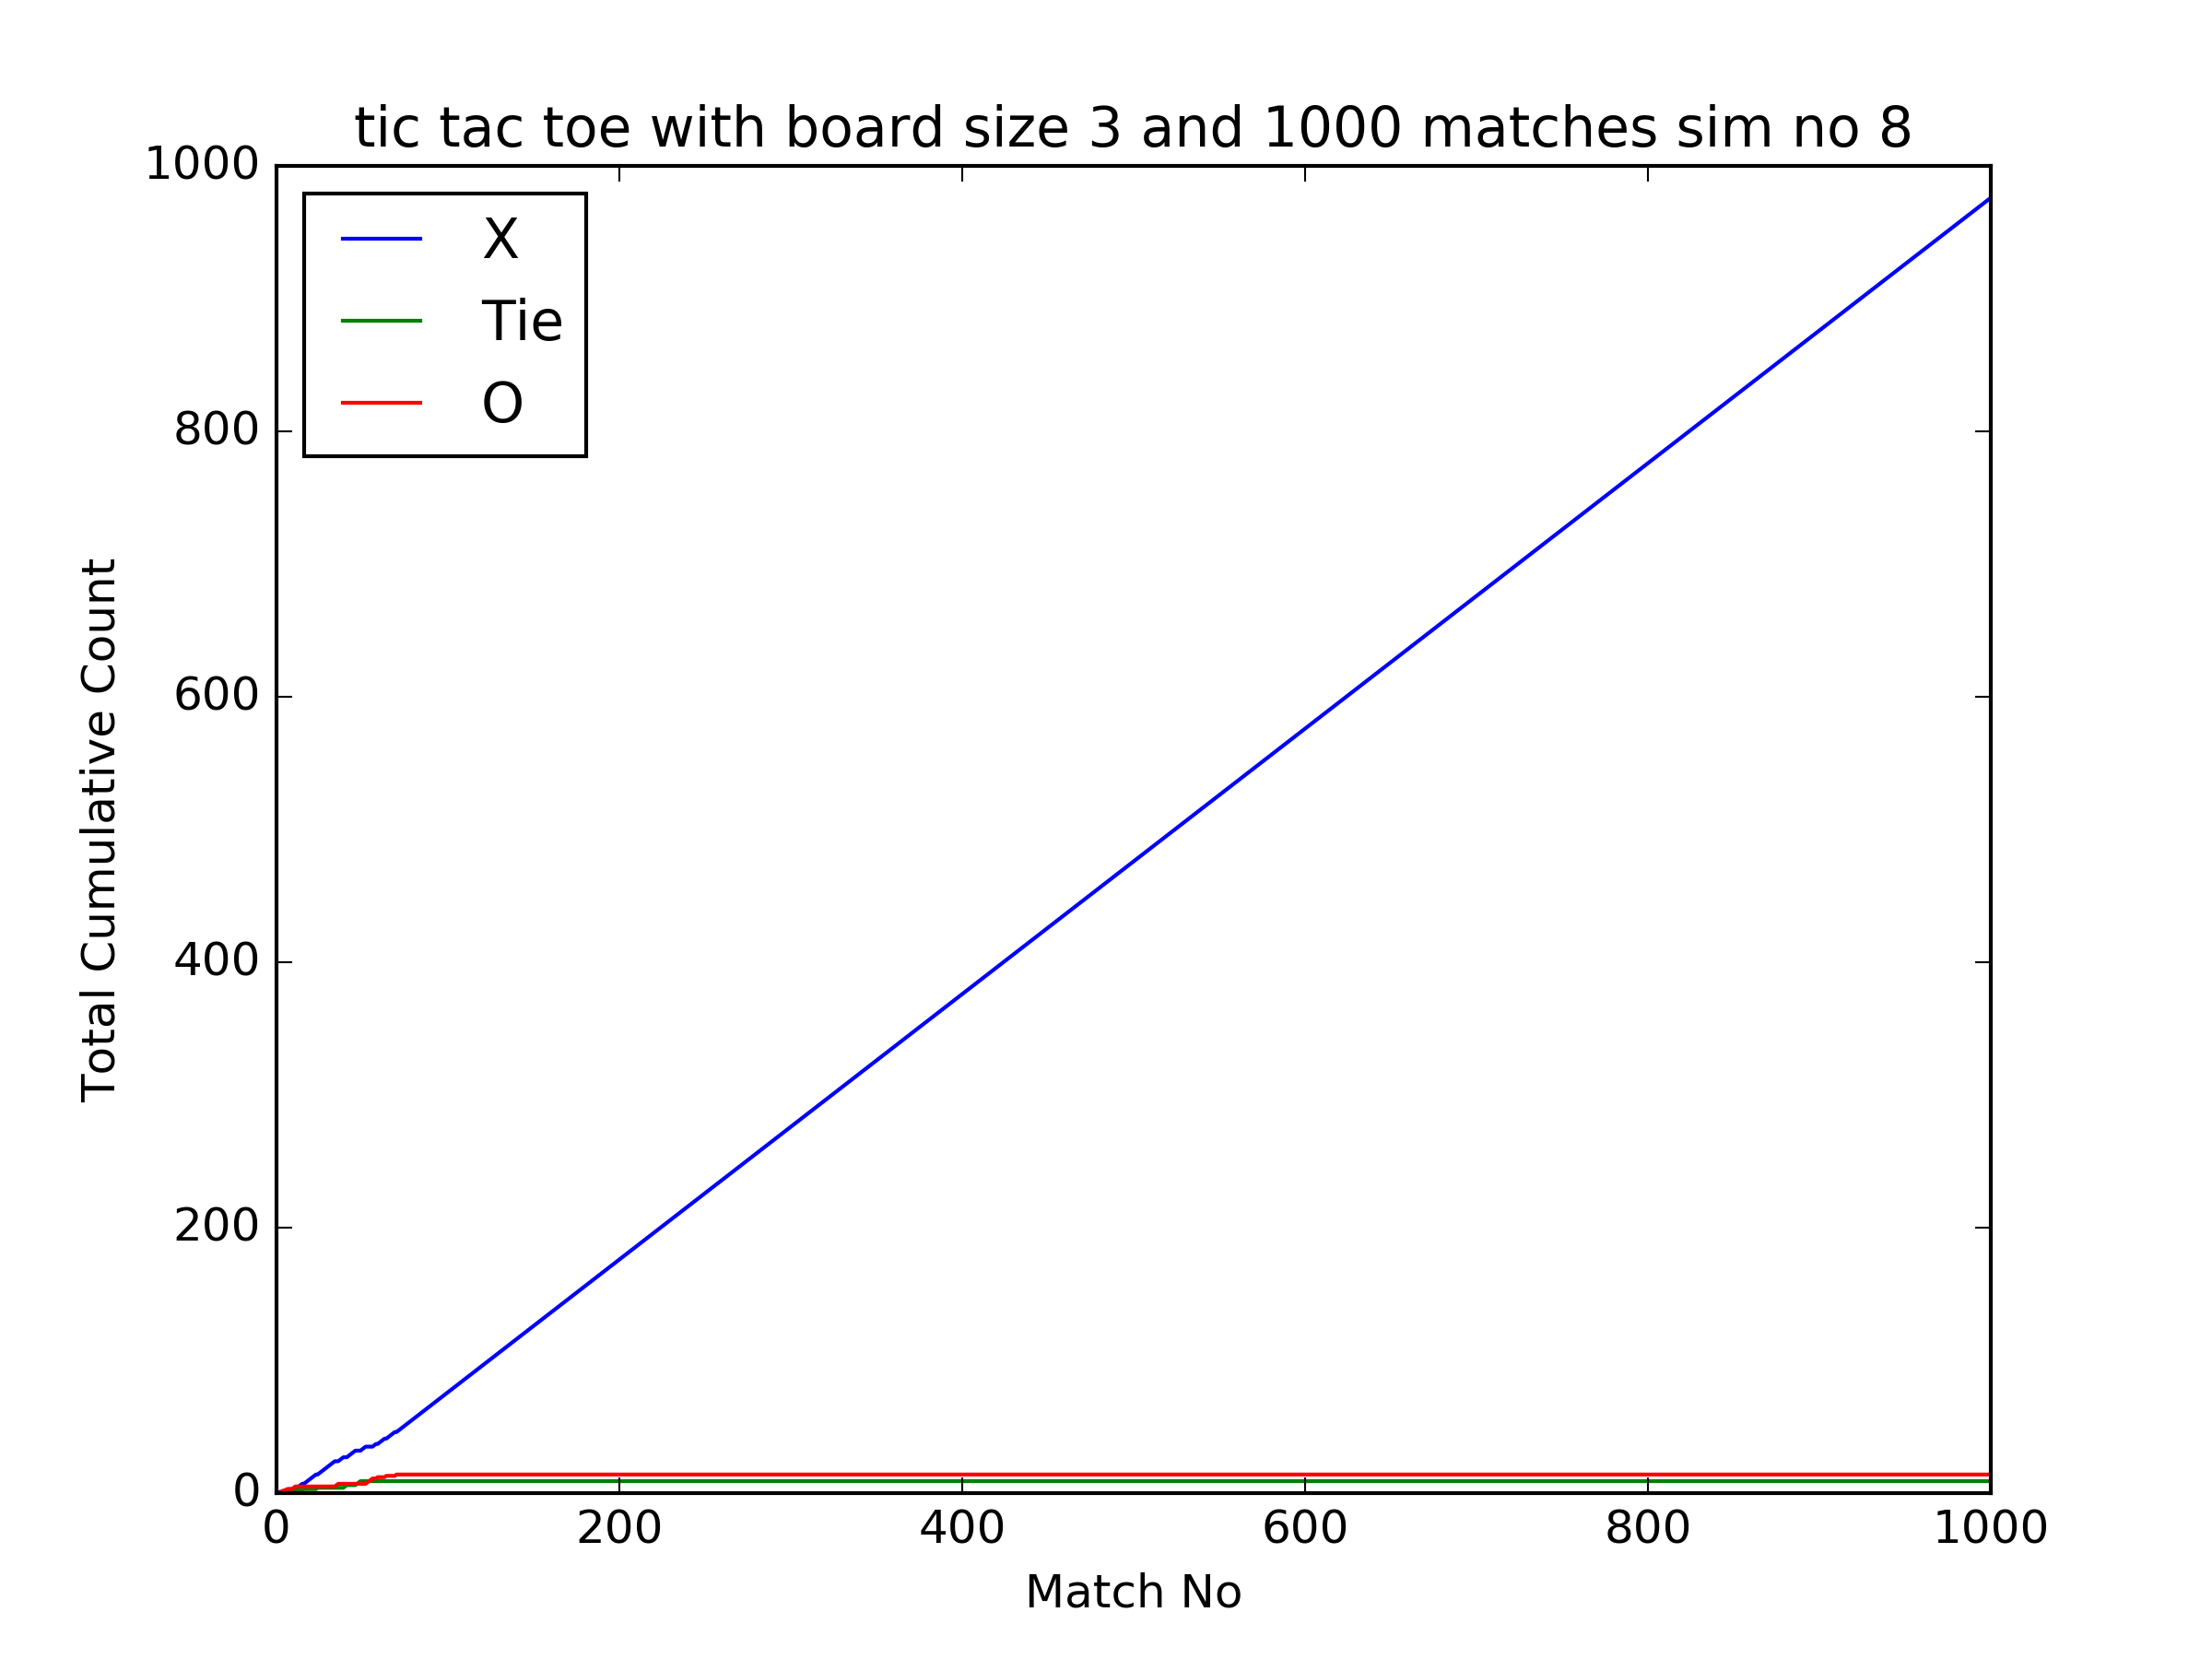 tic tac toe with board size 3 and 1000 matches sim no 8
X
Tie
O
Total Cumulative Count
1000
800
600
400
200
0
0 200 400 600 800 1000
Match No